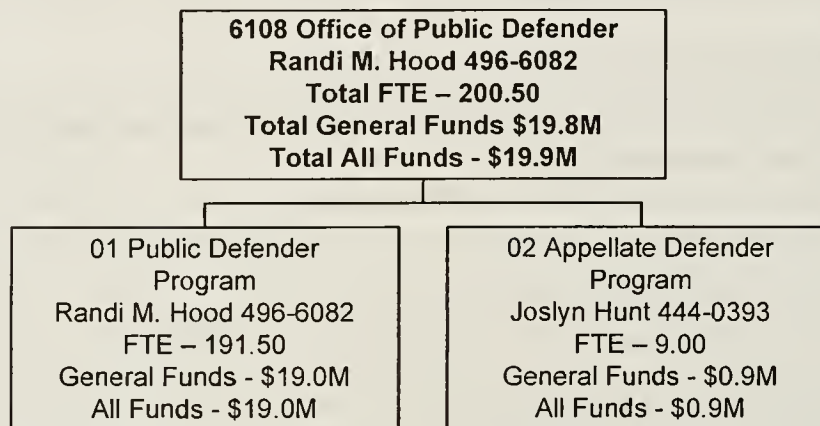 6108 Office of Public Defender
Randi M. Hood 496-6082
Total FTE – 200.50
Total General Funds $19.8M
Total All Funds - $19.9M
01 Public Defender
Program
Randi M. Hood 496-6082
FTE – 191.50
General Funds - $19.0M
All Funds - $19.0M
02 Appellate Defender
Program
Joslyn Hunt 444-0393
FTE – 9.00
General Funds - $0.9M
All Funds - $0.9M